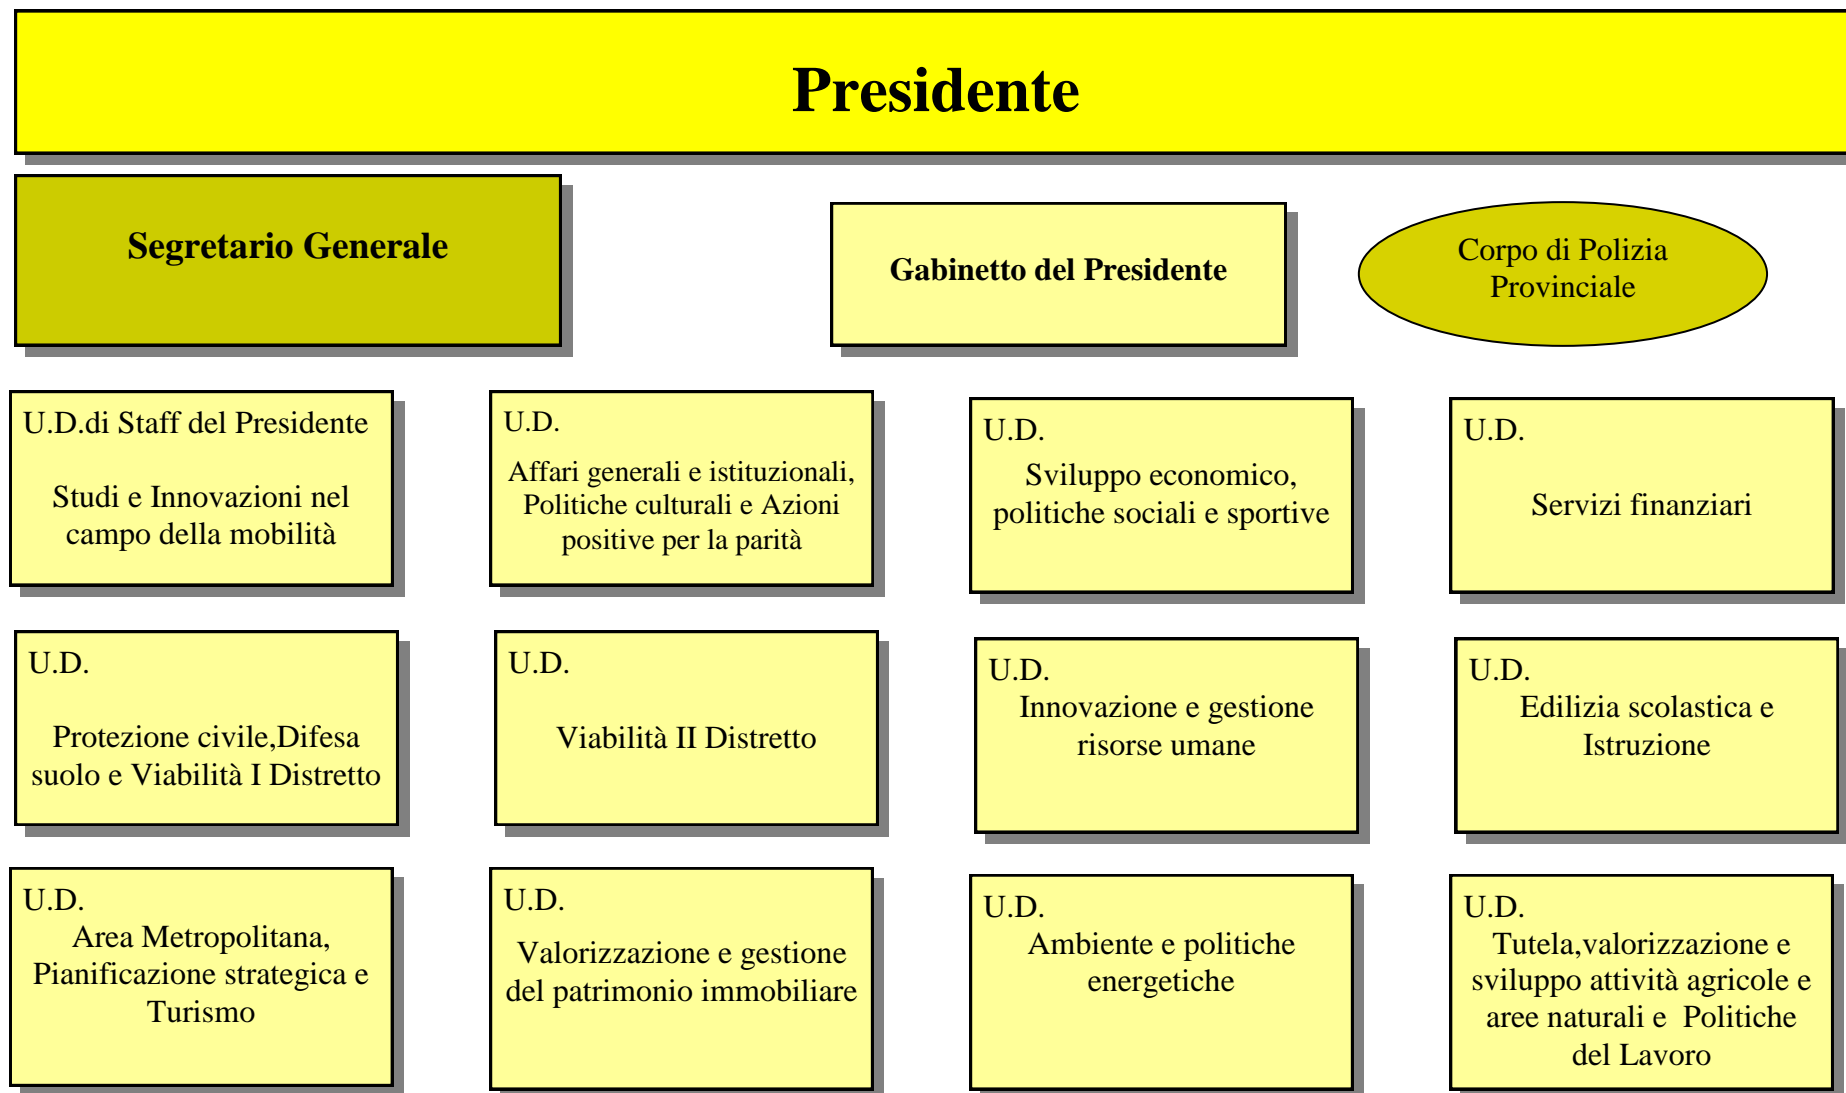 Presidente
Segretario Generale
Gabinetto del Presidente
Corpo di Polizia
Provinciale
U.D.di Staff del Presidente
Studi e Innovazioni nel
campo della mobilità
U.D.
Affari generali e istituzionali,
Politiche culturali e Azioni
positive per la parità
U.D.
Sviluppo economico,
politiche sociali e sportive
U.D.
Servizi finanziari
U.D.
Protezione civile,Difesa
suolo e Viabilità I Distretto
U.D.
Viabilità II Distretto
U.D.
Innovazione e gestione
risorse umane
U.D.
Edilizia scolastica e
Istruzione
U.D.
Area Metropolitana,
Pianificazione strategica e
Turismo
U.D.
Valorizzazione e gestione
del patrimonio immobiliare
U.D.
Ambiente e politiche
energetiche
U.D.
Tutela,valorizzazione e
sviluppo attività agricole e
aree naturali e  Politiche
del Lavoro